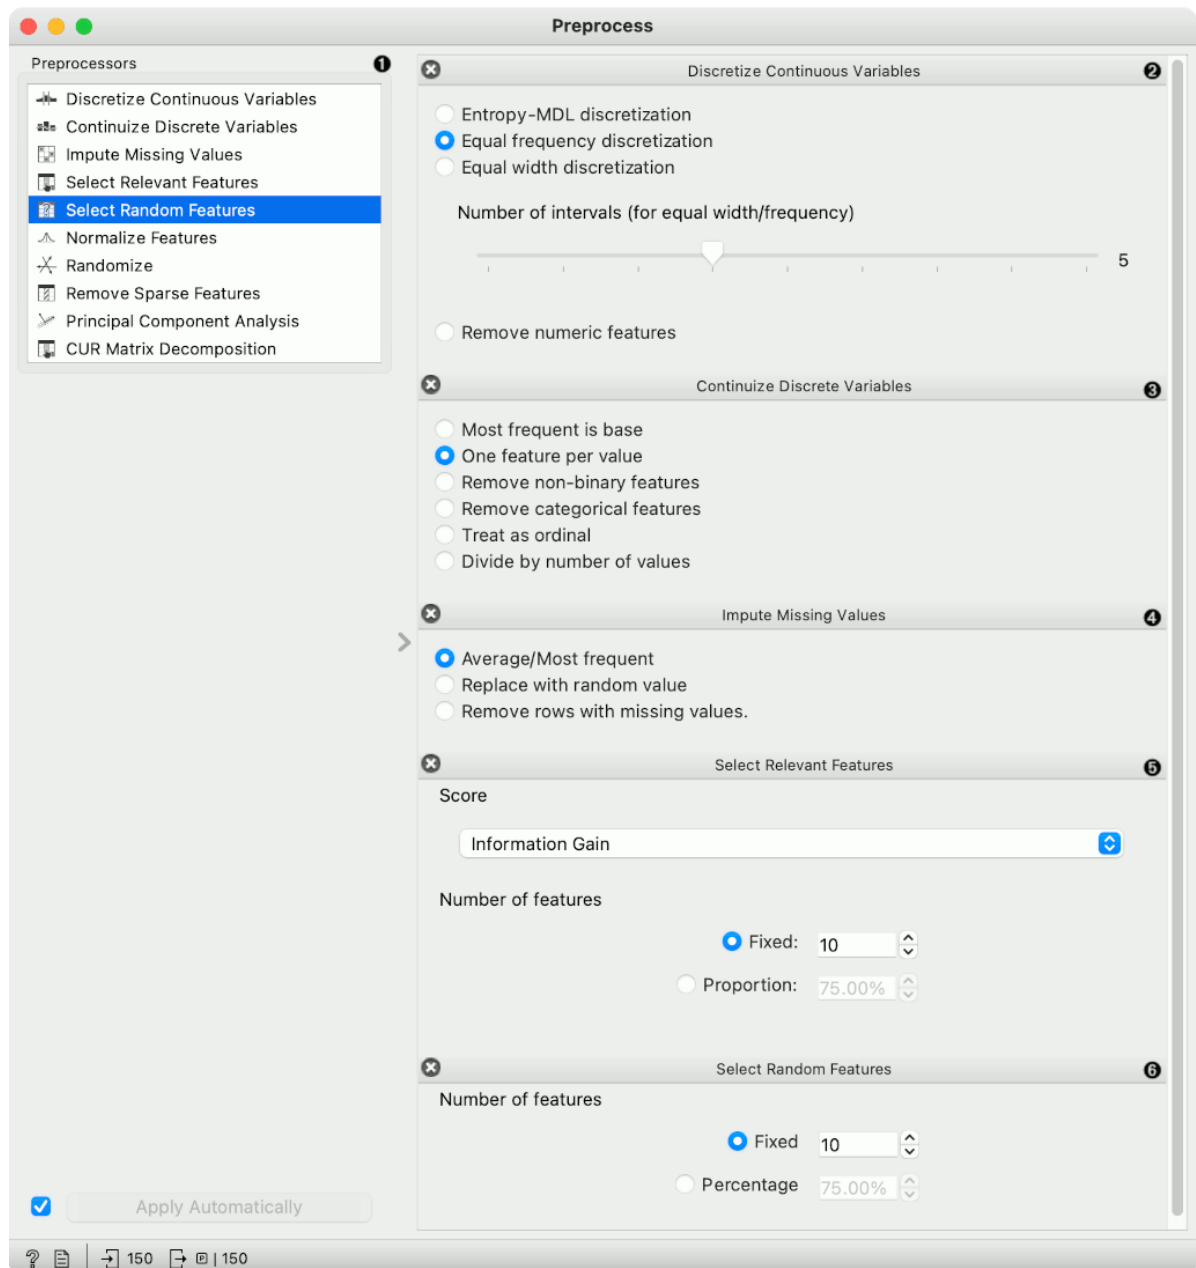 Preprocess
Preprocessors ❶
Discretize Continuous Variables
Continuize Discrete Variables
Impute Missing Values
Select Relevant Features
Select Random Features
Normalize Features
Randomize
Remove Sparse Features
Principal Component Analysis
CUR Matrix Decomposition
Discretize Continuous Variables ❷
Entropy-MDL discretization
Equal frequency discretization
Equal width discretization
Number of intervals (for equal width/frequency)
5
Remove numeric features
Continuize Discrete Variables ❸
Most frequent is base
One feature per value
Remove non-binary features
Remove categorical features
Treat as ordinal
Divide by number of values
Impute Missing Values ❹
Average/Most frequent
Replace with random value
Remove rows with missing values.
Select Relevant Features ❺
Score
Information Gain
Number of features
Fixed: 10
Proportion: 75.00%
Select Random Features ❻
Number of features
Fixed 10
Percentage 75.00%
Apply Automatically
? 150 P | 150